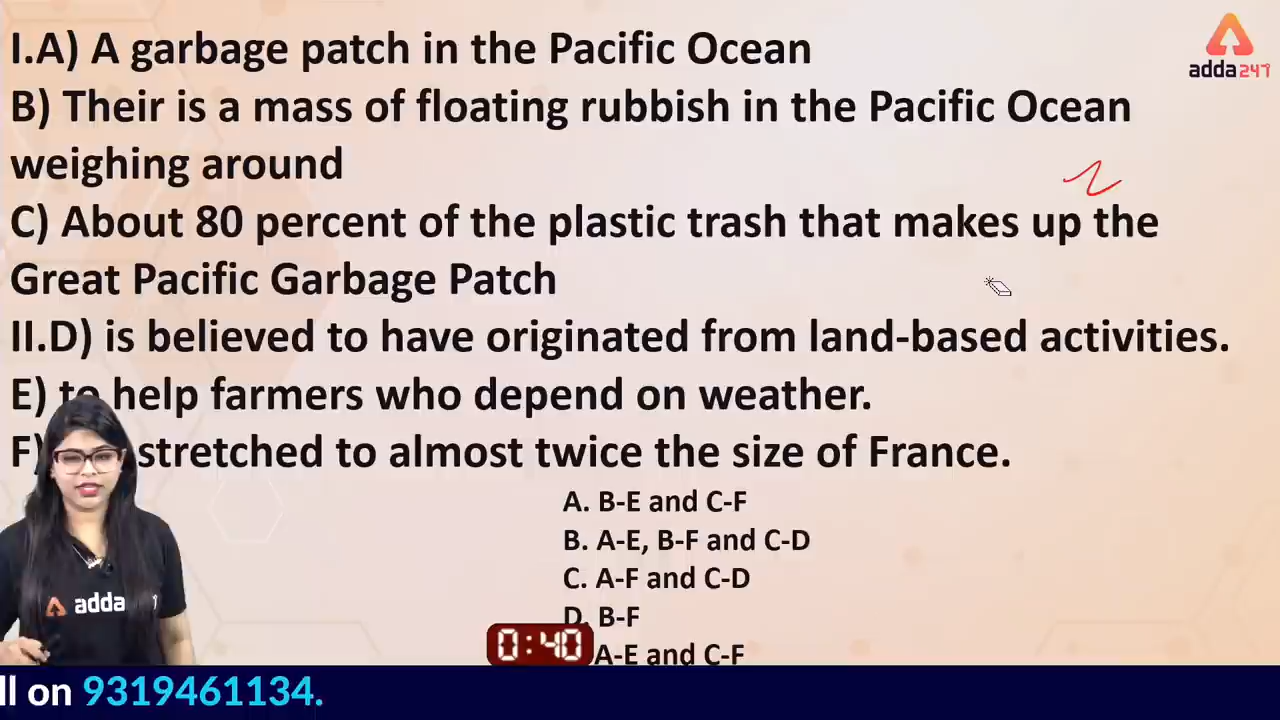 I.A) A garbage patch in the Pacific Ocean
adda247
B) Their is a mass of floating rubbish in the Pacific Ocean
weighing around
C) About 80 percent of the plastic trash that makes up the
Great Pacific Garbage Patch
II.D) is believed to have originated from land-based activities.
E) to help farmers who depend on weather.
F) stretched to almost twice the size of France.
A. B-E and C-F
B. A-E, B-F and C-D
C. A-F and C-D
D. B-F
A-E and C-F
0:40
adda
ll on 9319461134.